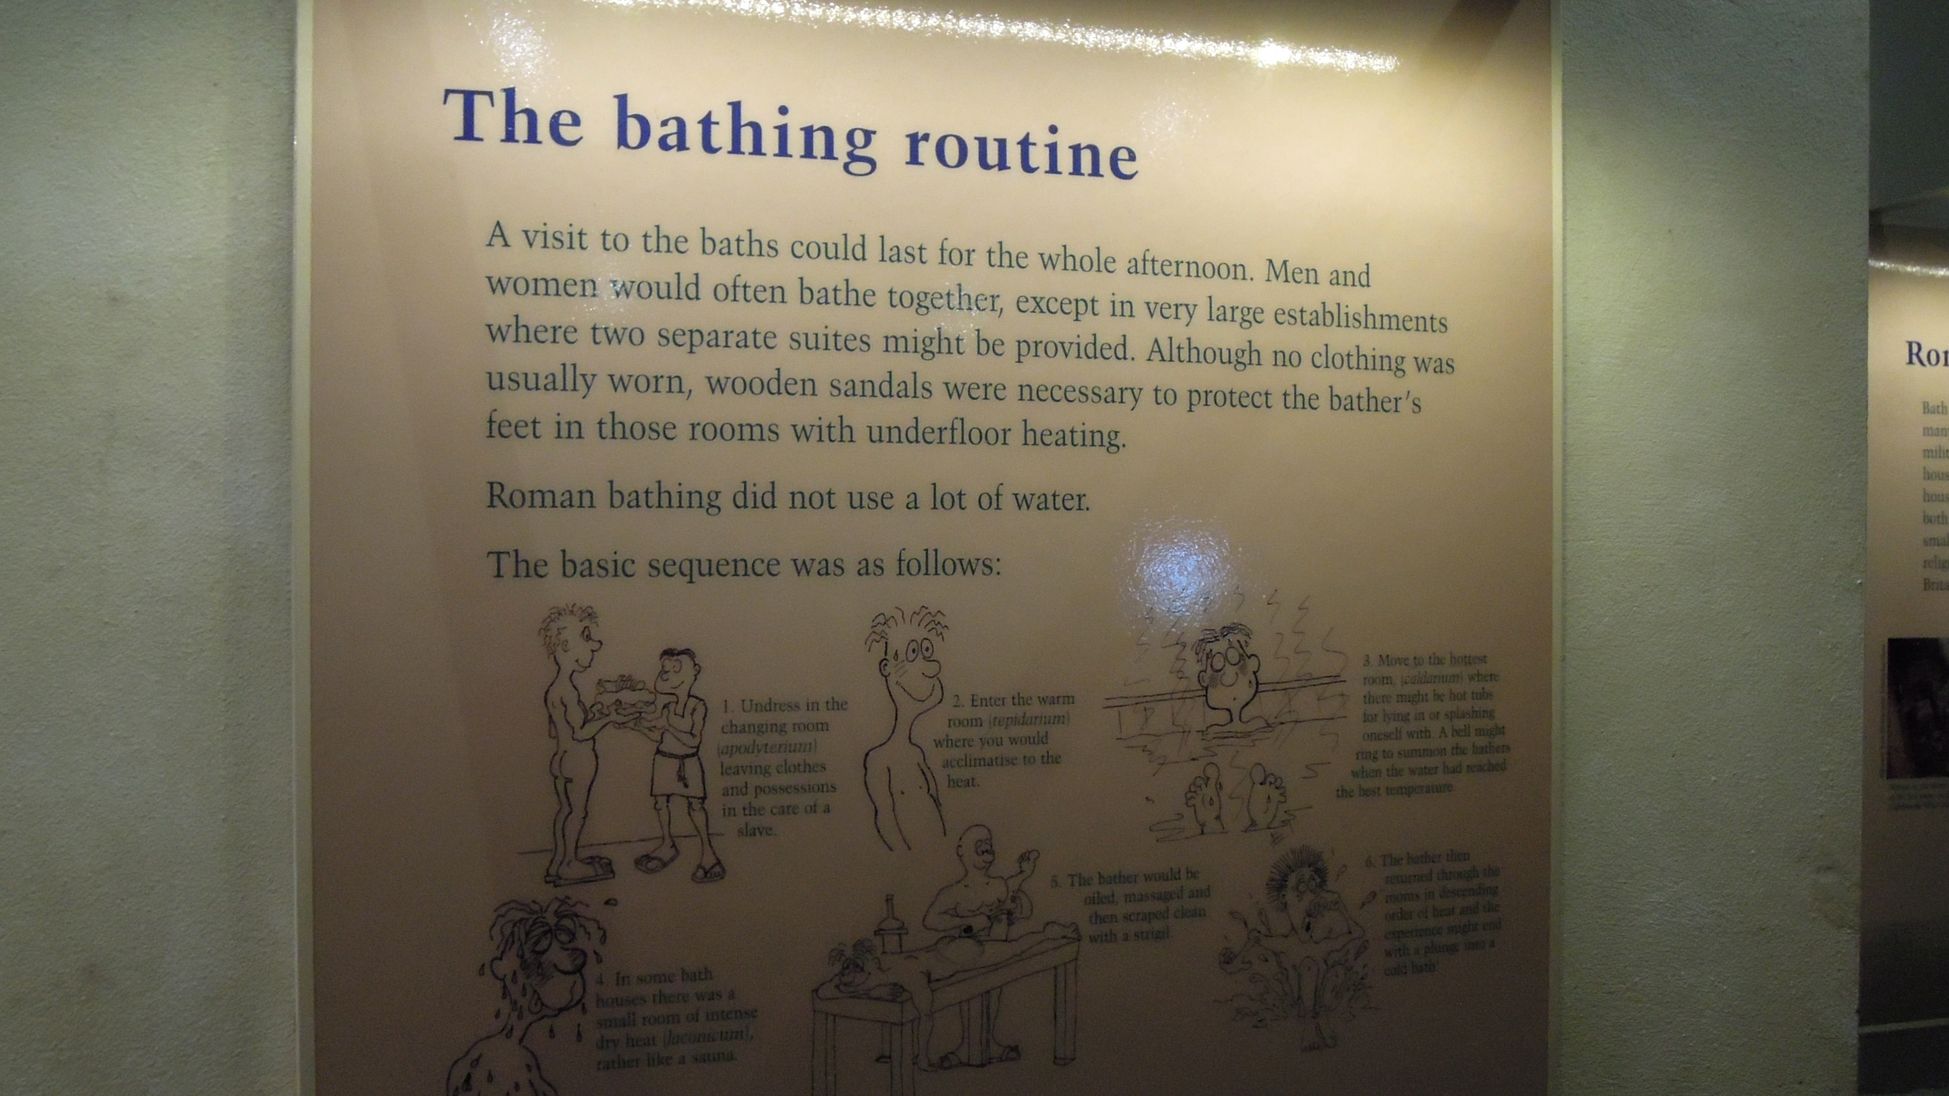 The bathing routine
A visit to the baths could last for the whole afternoon. Men and
women would often bathe together, except in very large establishments
where two separate suites might be provided. Although no clothing was
usually worn, wooden sandals were necessary to protect the bather's
feet in those rooms with underfloor heating.
Roman bathing did not use a lot of water.
The basic sequence was as follows:
1. Undress in the
changing room
(apodyterium)
leaving clothes
and possessions
in the care of a
slave.
2. Enter the warm
room (tepidarium)
where you would
acclimatise to the
heat.
3. Move to the hottest
room, (caldarium) where
there might be hot tubs
for lying in or splashing
oneself with. A bell might
ring to summon the bathers
when the water had reached
the best temperature.
4. In some bath
houses there was a
small room of intense
dry heat (laconicum),
rather like a sauna.
5. The bather would be
oiled, massaged and
then scraped clean
with a strigil.
6. The bather then
returned through the
rooms in descending
order of heat and the
experience might end
with a plunge into a
cold bath.
Bath